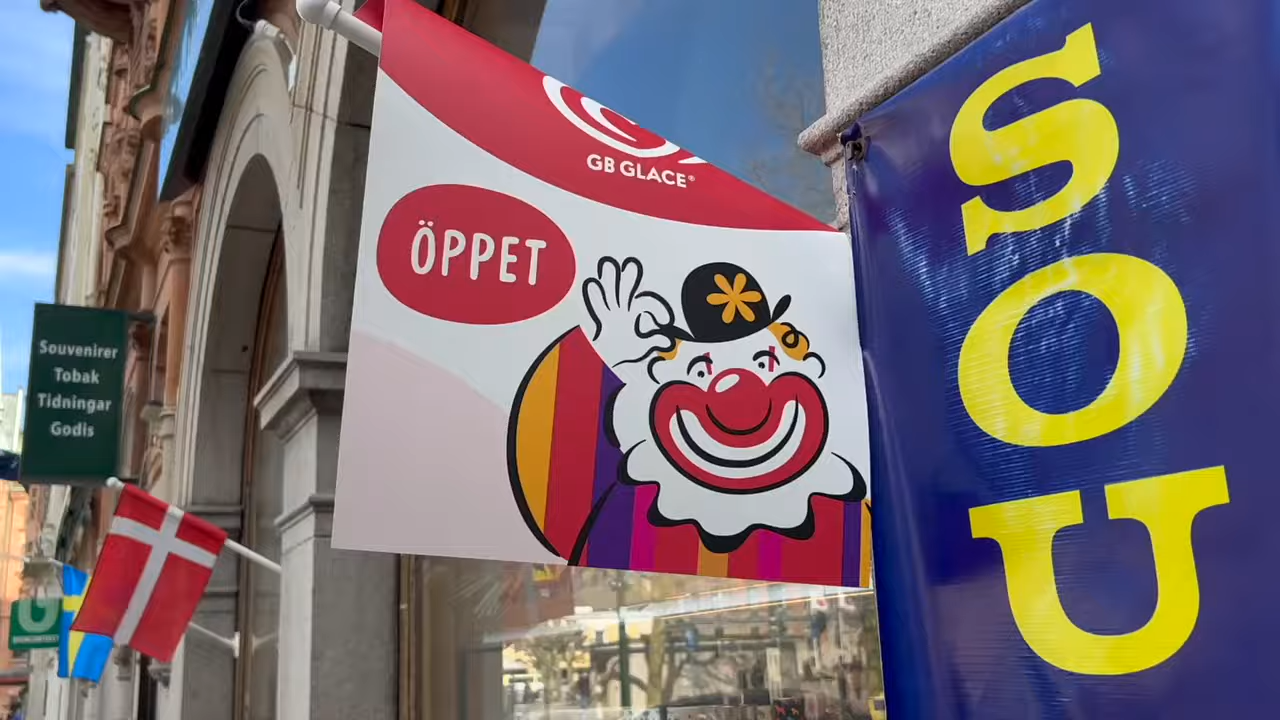 GB GLACE®
ÖPPET
SOU
Souvenirer
Tobak
Tidningar
Godis